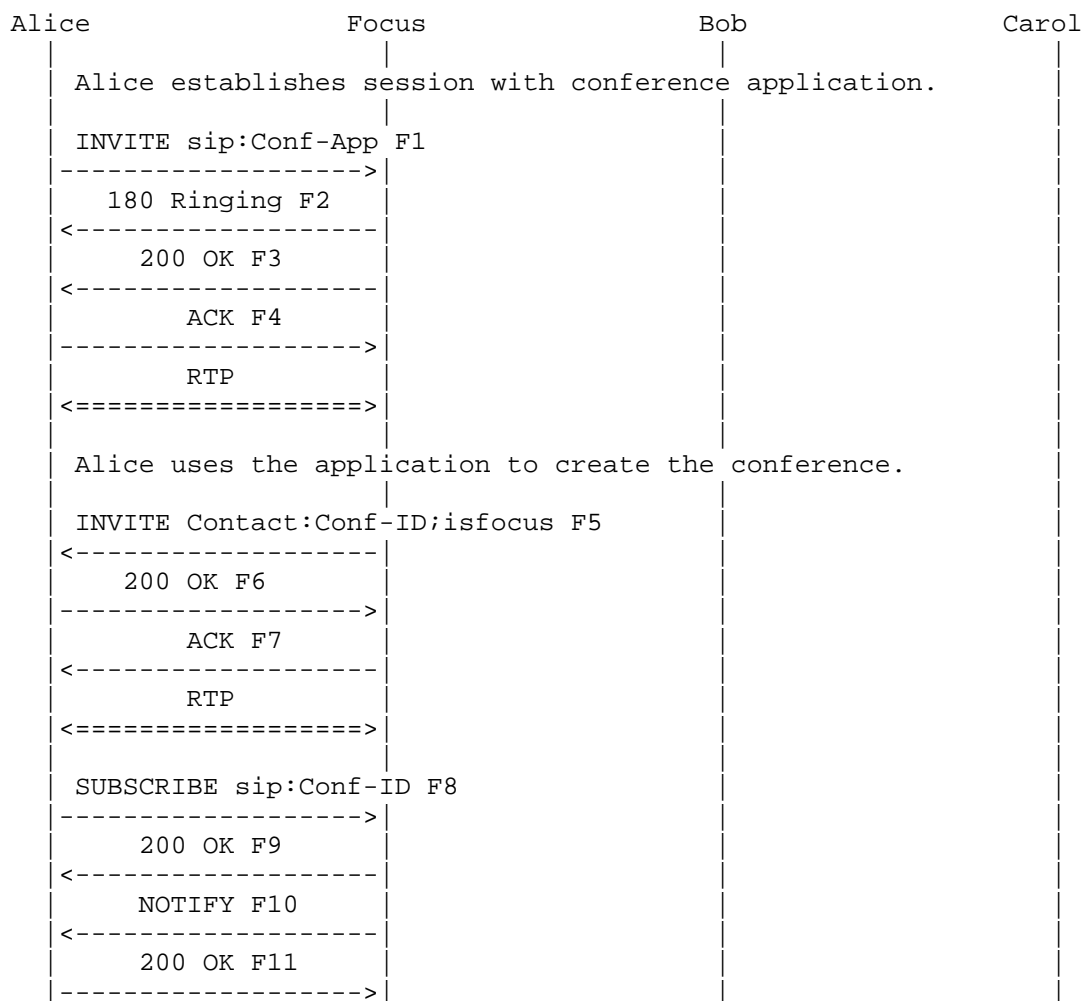 Alice Focus Bob Carol
Alice establishes session with conference application.
INVITE sip:Conf-App F1
180 Ringing F2
200 OK F3
ACK F4
RTP
Alice uses the application to create the conference.
INVITE Contact:Conf-ID;isfocus F5
200 OK F6
ACK F7
RTP
SUBSCRIBE sip:Conf-ID F8
200 OK F9
NOTIFY F10
200 OK F11